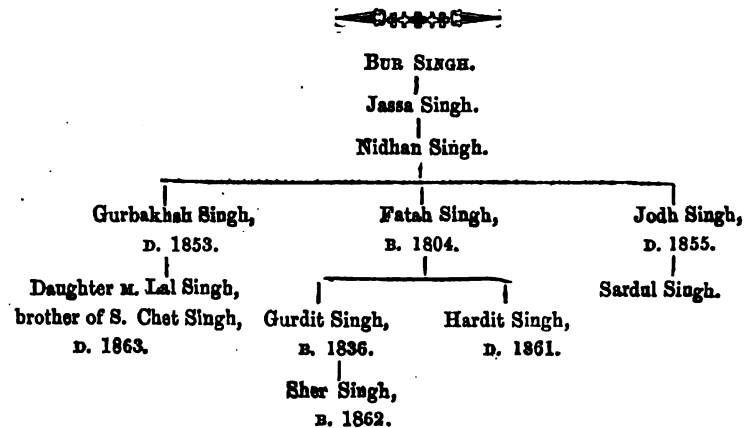 BUR SINGH.
Jassa Singh.
Nidhan Singh.
Gurbakhsh Singh,
D. 1853.
Fatah Singh,
B. 1804.
Jodh Singh,
D. 1855.
Daughter M. Lal Singh,
brother of S. Chet Singh,
D. 1863.
Gurdit Singh,
B. 1836.
Hardit Singh,
D. 1861.
Sardul Singh.
Sher Singh,
B. 1862.